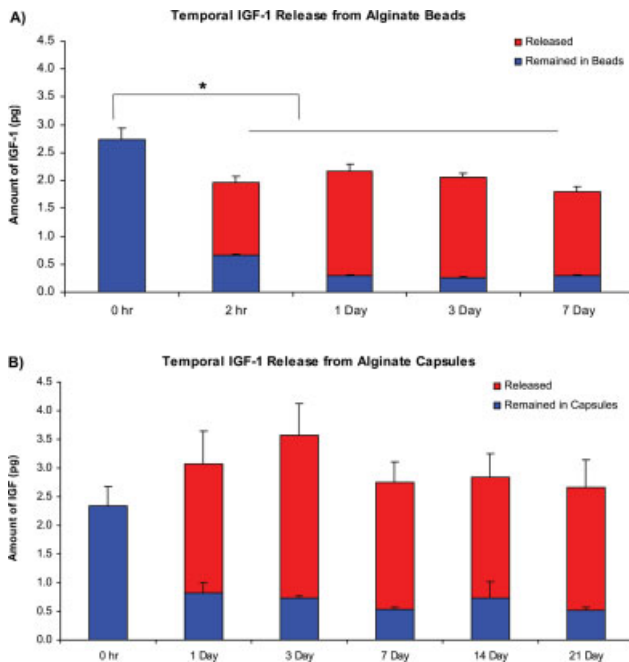 A)
Temporal IGF-1 Release from Alginate Beads
Amount of IGF-1 (pg)
4.5
4.0
3.5
3.0
2.5
2.0
1.5
1.0
0.5
0.0
Released
Remained in Beads
*
0 hr 2 hr 1 Day 3 Day 7 Day
B)
Temporal IGF-1 Release from Alginate Capsules
Amount of IGF (pg)
4.5
4.0
3.5
3.0
2.5
2.0
1.5
1.0
0.5
0.0
Released
Remained in Capsules
0 hr 1 Day 3 Day 7 Day 14 Day 21 Day